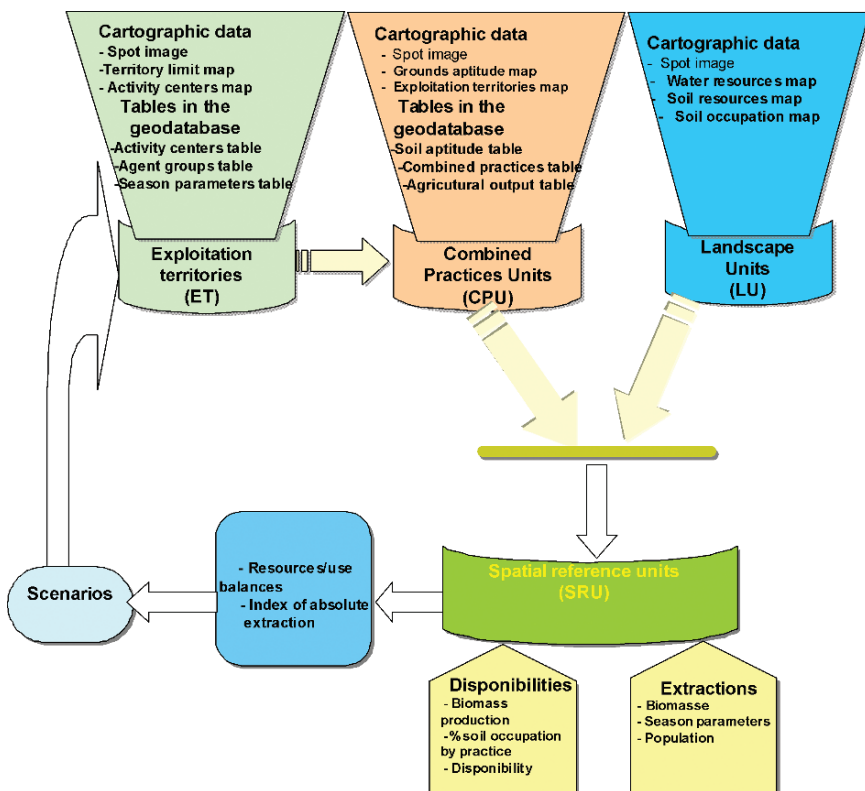 Cartographic data
- Spot image
-Territory limit map
- Activity centers map
Tables in the
geodatabase
-Activity centers table
-Agent groups table
-Season parameters table
Exploitation
territories
(ET)
Cartographic data
- Spot image
- Grounds aptitude map
- Exploitation territories map
Tables in the
geodatabase
-Soil aptitude table
-Combined practices table
-Agricutural output table
Combined
Practices Units
(CPU)
Cartographic data
- Spot image
- Water resources map
- Soil resources map
- Soil occupation map
Landscape
Units
(LU)
Scenarios
- Resources/use
balances
- Index of absolute
extraction
Spatial reference units
(SRU)
Disponibilities
- Biomass
production
-%soil occupation
by practice
- Disponibility
Extractions
- Biomasse
- Season parameters
- Population